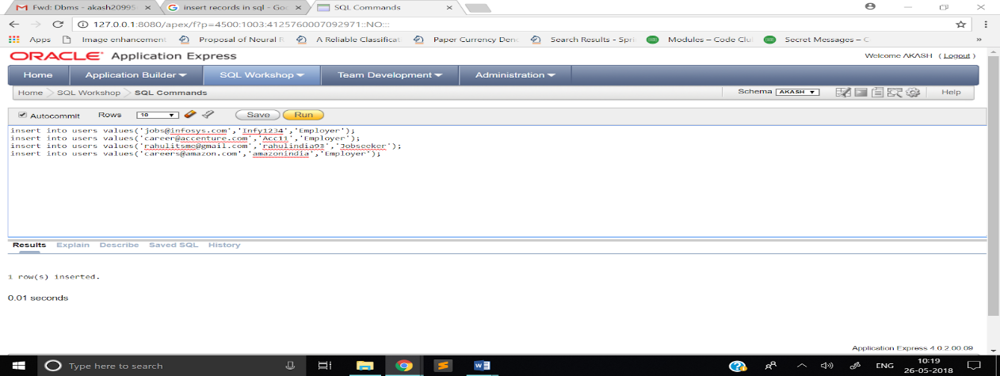 Fwd: Dbms - akash20995 × insert records in sql - Goo × SQL Commands ×
127.0.0.1:8080/apex/f?p=4500:1003:4125760007092971::NO:::
Apps Image enhancement Proposal of Neural R A Reliable Classificat Paper Currency Deno Search Results - Spri Modules – Code Clu Secret Messages – C »
ORACLE Application Express Welcome AKASH ( Logout )
Home Application Builder SQL Workshop Team Development Administration
Home SQL Workshop SQL Commands Schema AKASH Help
Autocommit Rows 10 Save Run
insert into users values('jobs@infosys.com','Infy1234','Employer');
insert into users values('career@accenture.com','Acc11','Employer');
insert into users values('rahulitsme@gmail.com','rahulindia93','Jobseeker');
insert into users values('careers@amazon.com','amazonindia','Employer');
Results Explain Describe Saved SQL History
1 row(s) inserted.
0.01 seconds
Application Express 4.0.2.00.09
Type here to search ENG 10:19
26-05-2018